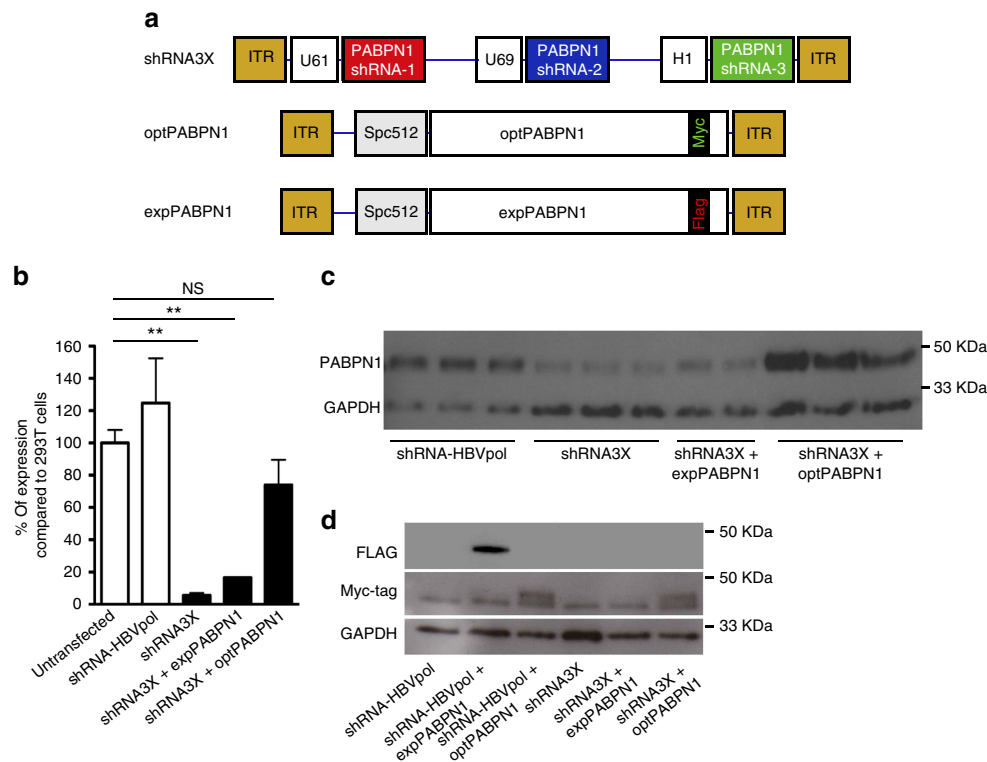 a
shRNA3X
ITR
U61
PABPN1
shRNA-1
U69
PABPN1
shRNA-2
H1
PABPN1
shRNA-3
ITR
optPABPN1
ITR
Spc512
optPABPN1
Myc
ITR
expPABPN1
ITR
Spc512
expPABPN1
Flag
ITR
b
NS
**
**
% Of expression
compared to 293T cells
160
140
120
100
80
60
40
20
0
Untransfected
shRNA-HBVpol
shRNA3X
shRNA3X + expPABPN1
shRNA3X + optPABPN1
c
PABPN1
GAPDH
50 KDa
33 KDa
shRNA-HBVpol
shRNA3X
shRNA3X +
expPABPN1
shRNA3X +
optPABPN1
d
FLAG
50 KDa
Myc-tag
50 KDa
GAPDH
33 KDa
shRNA-HBVpol
shRNA-HBVpol +
expPABPN1
shRNA-HBVpol +
optPABPN1
shRNA3X
shRNA3X +
expPABPN1
shRNA3X +
optPABPN1